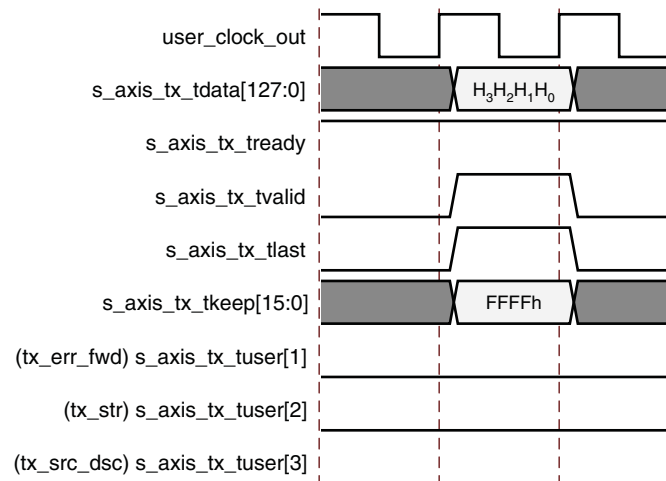 user_clock_out
s_axis_tx_tdata[127:0] H₃H₂H₁H₀
s_axis_tx_tready
s_axis_tx_tvalid
s_axis_tx_tlast
s_axis_tx_tkeep[15:0] FFFFh
(tx_err_fwd) s_axis_tx_tuser[1]
(tx_str) s_axis_tx_tuser[2]
(tx_src_dsc) s_axis_tx_tuser[3]